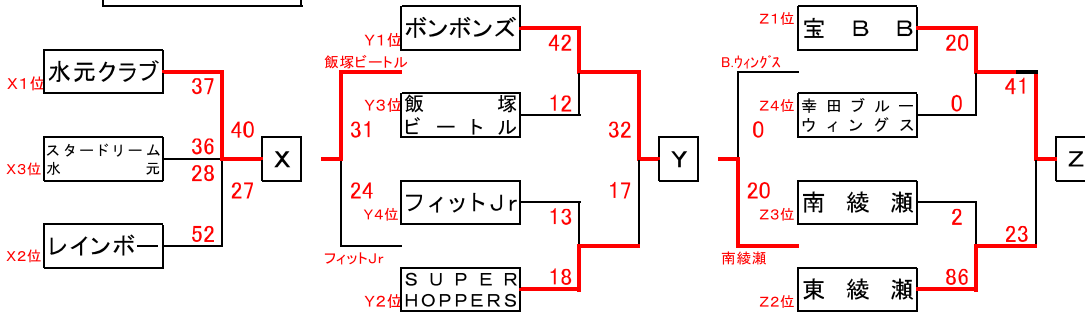 X1位
水元クラブ
37
40
X3位
スタードリーム
水元
36
28
27
X
X2位
レインボー
52
Y1位
ボンボンズ
42
飯塚ビートル
Y3位
飯塚
ビートル
12
31
32
Y
24
17
Y4位
フィットJr
13
フィットJr
Y2位
SUPER
HOPPERS
18
Z1位
宝BB
20
B.ウィングス
41
Z4位
幸田ブルー
ウィングス
0
0
Z
20
Z3位
南綾瀬
2
23
南綾瀬
Z2位
東綾瀬
86